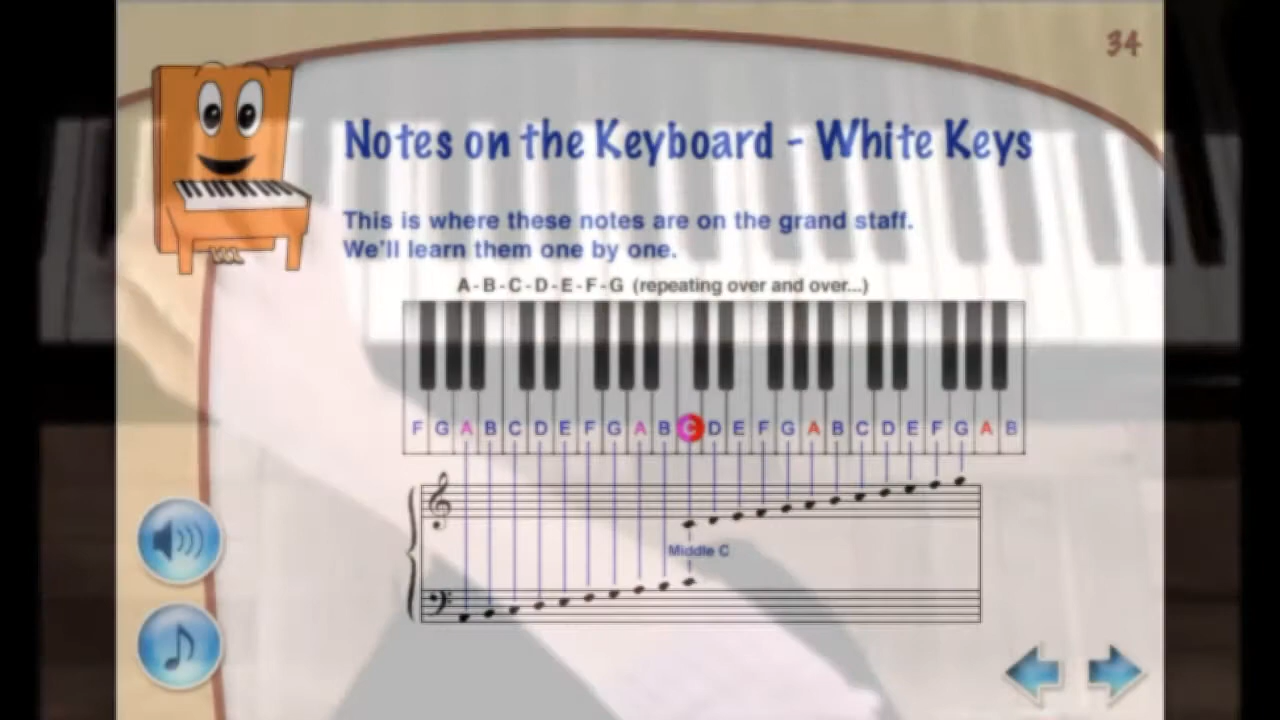 34
Notes on the Keyboard - White Keys
This is where these notes are on the grand staff.
We'll learn them one by one.
A-B-C-D-E-F-G (repeating over and over...)
F G A B C D E F G A B C D E F G A B C D E F G A B
Middle C